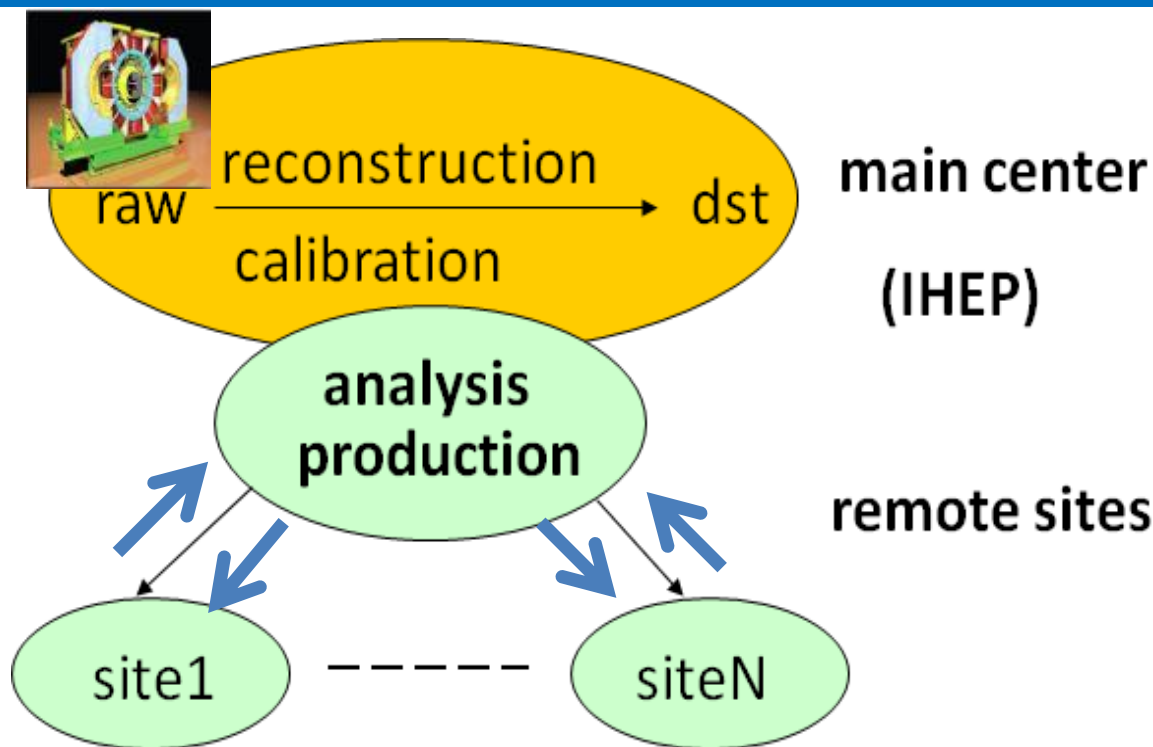 reconstruction
raw
dst
calibration
main center
(IHEP)
analysis
production
remote sites
site1
siteN